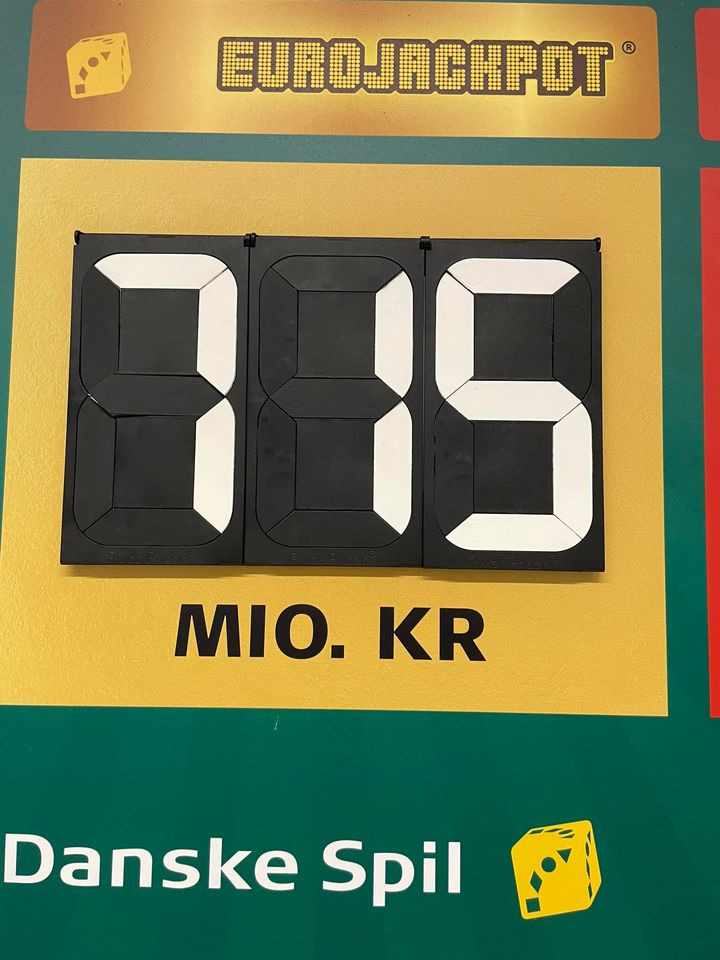 EUROJACKPOT®
715
MIO. KR
Danske Spil